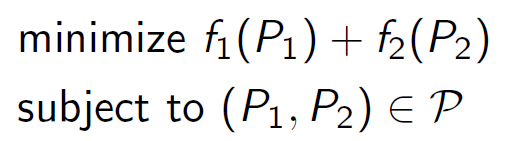 minimize f₁(P₁) + f₂(P₂)
subject to (P₁, P₂) ∈ 𝒫